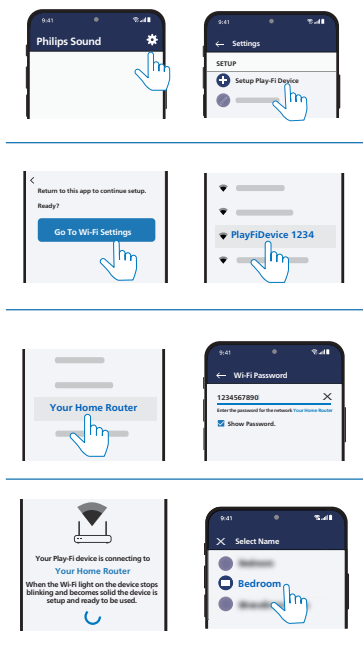 9:41
Philips Sound
9:41
← Settings
SETUP
Setup Play-Fi Device
Return to this app to continue setup.
Ready?
Go To Wi-Fi Settings
PlayFiDevice 1234
Your Home Router
9:41
← Wi-Fi Password
1234567890
Enter the password for the network Your Home Router
Show Password.
Your Play-Fi device is connecting to
Your Home Router
When the Wi-Fi light on the device stops
blinking and becomes solid the device is
setup and ready to be used.
9:41
Select Name
Bedroom